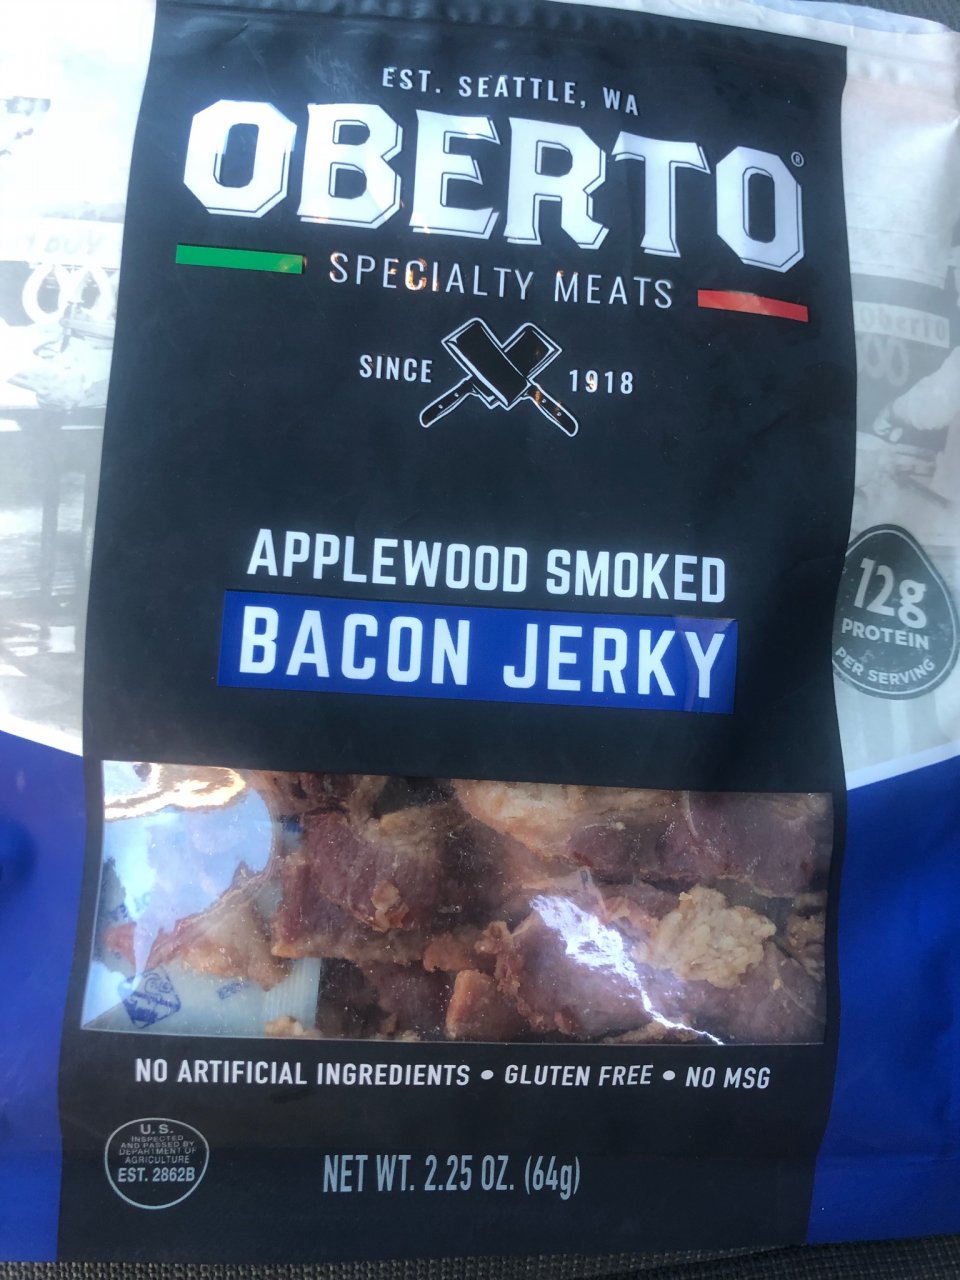 EST. SEATTLE, WA
OBERTO®
SPECIALTY MEATS
SINCE 1918
APPLEWOOD SMOKED
BACON JERKY
12g
PROTEIN
PER SERVING
Oberto
NO ARTIFICIAL INGREDIENTS • GLUTEN FREE • NO MSG
U.S.
INSPECTED
AND PASSED BY
DEPARTMENT OF
AGRICULTURE
EST. 2862B
NET WT. 2.25 OZ. (64g)